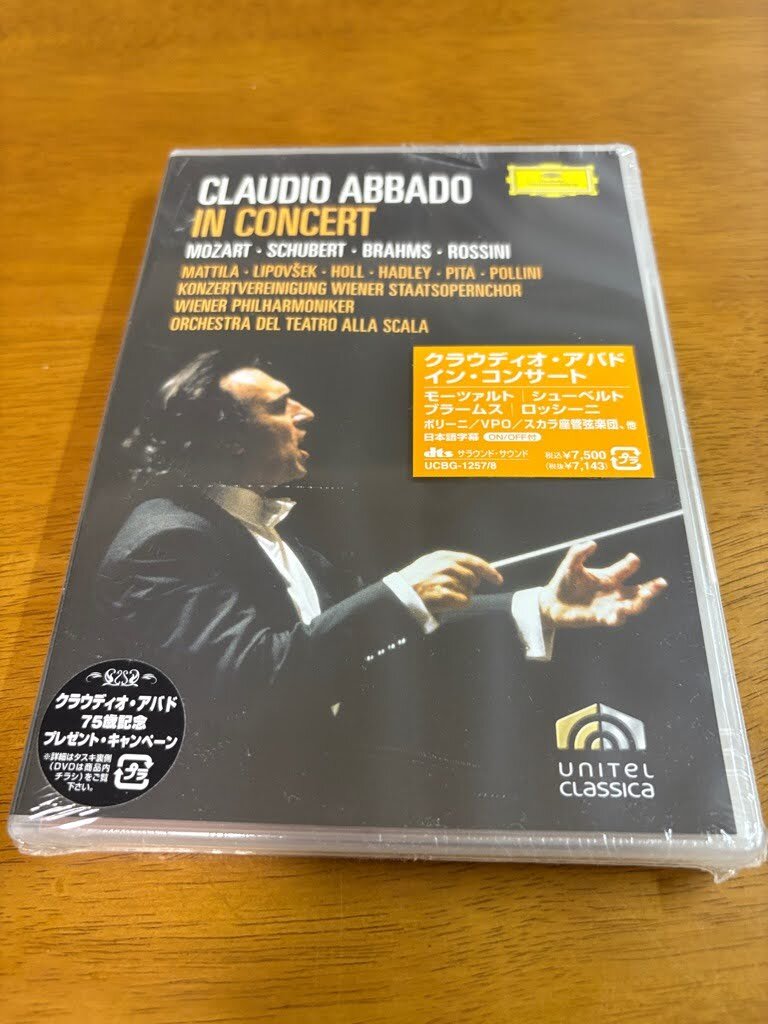 CLAUDIO ABBADO
IN CONCERT
MOZART · SCHUBERT · BRAHMS · ROSSINI
MATTILA · LIPOVŠEK · HOLL · HADLEY · PITA · POLLINI
KONZERTVEREINIGUNG WIENER STAATSOPERNCHOR
WIENER PHILHARMONIKER
ORCHESTRA DEL TEATRO ALLA SCALA
クラウディオ・アバド
イン・コンサート
モーツァルト | シューベルト
ブラームス | ロッシーニ
ポリーニ/VPO/スカラ座管弦楽団、他
日本語字幕 ON/OFF付
dts サラウンド・サウンド 税込¥7,500
UCBG-1257/8 (税抜¥7,143)
クラウディオ・アバド
75歳記念
プレゼント・キャンペーン
※詳細はタスキ裏側
(DVDは商品内
チラシ)をご覧
下さい。
UNITEL
CLASSICA